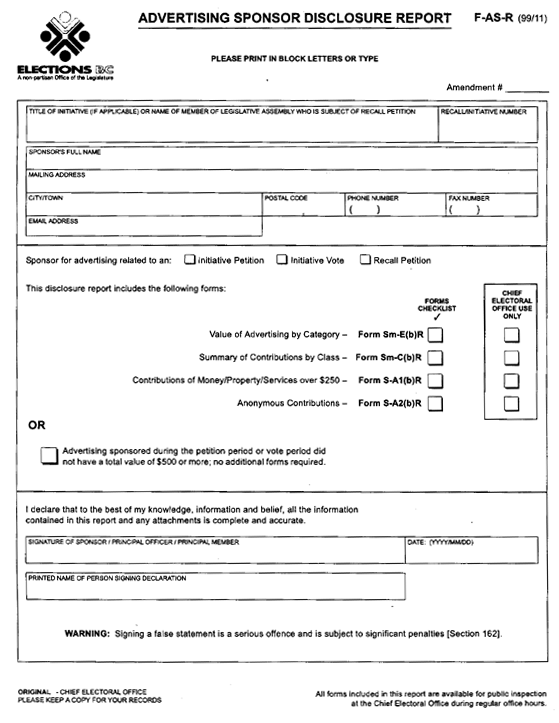 ADVERTISING SPONSOR DISCLOSURE REPORT F-AS-R (99/11)
ELECTIONS BC
A non-partisan Office of the Legislature
PLEASE PRINT IN BLOCK LETTERS OR TYPE
Amendment # ________
TITLE OF INITIATIVE (IF APPLICABLE) OR NAME OF MEMBER OF LEGISLATIVE ASSEMBLY WHO IS SUBJECT OF RECALL PETITION RECALL/INITIATIVE NUMBER
SPONSOR'S FULL NAME
MAILING ADDRESS
CITY/TOWN POSTAL CODE PHONE NUMBER FAX NUMBER
( ) ( )
EMAIL ADDRESS
Sponsor for advertising related to an: Initiative Petition Initiative Vote Recall Petition
This disclosure report includes the following forms:
FORMS CHECKLIST ✓
CHIEF ELECTORAL OFFICE USE ONLY
Value of Advertising by Category – Form Sm-E(b)R
Summary of Contributions by Class – Form Sm-C(b)R
Contributions of Money/Property/Services over $250 – Form S-A1(b)R
Anonymous Contributions – Form S-A2(b)R
OR
Advertising sponsored during the petition period or vote period did
not have a total value of $500 or more; no additional forms required.
I declare that to the best of my knowledge, information and belief, all the information
contained in this report and any attachments is complete and accurate.
SIGNATURE OF SPONSOR / PRINCIPAL OFFICER / PRINCIPAL MEMBER DATE: (YYYY/MM/DD)
PRINTED NAME OF PERSON SIGNING DECLARATION
WARNING: Signing a false statement is a serious offence and is subject to significant penalties [Section 162].
ORIGINAL - CHIEF ELECTORAL OFFICE
PLEASE KEEP A COPY FOR YOUR RECORDS
All forms included in this report are available for public inspection
at the Chief Electoral Office during regular office hours.